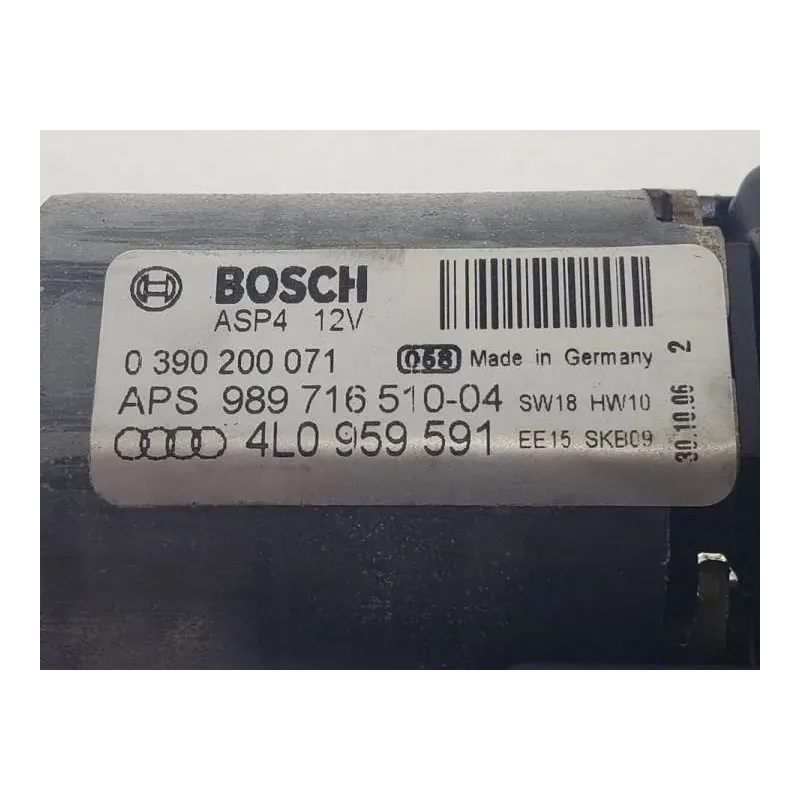 BOSCH
ASP4 12V
0 390 200 071 068 Made in Germany
APS 989 716 510-04 SW18 HW10
4L0 959 591 EE15 SKB09
30.10.06 2